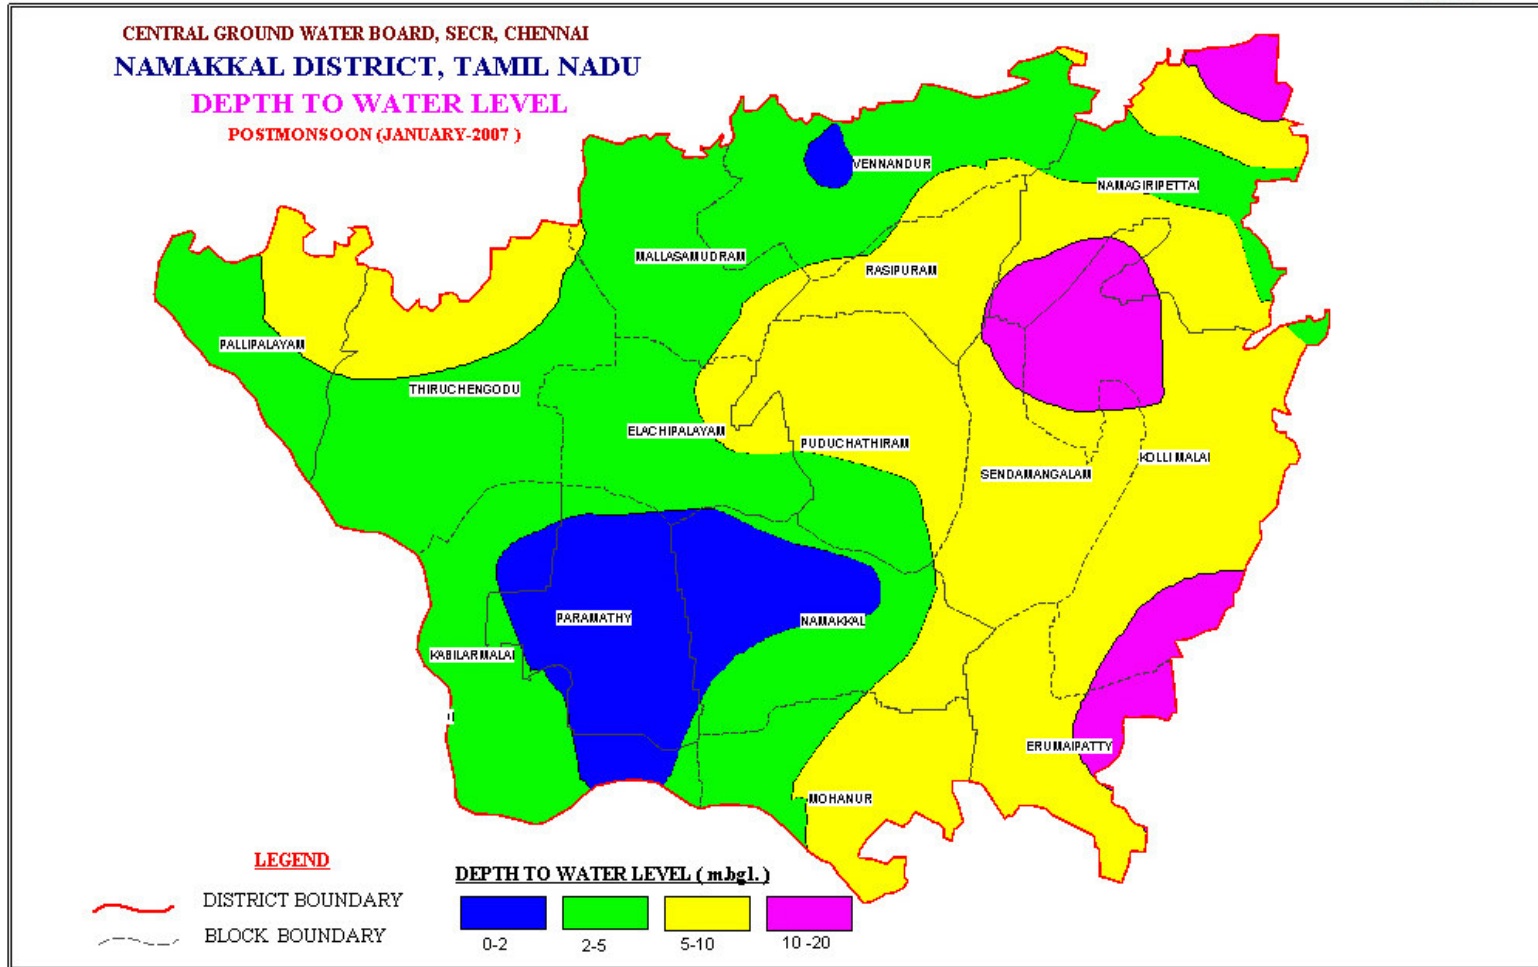 CENTRAL GROUND WATER BOARD, SECR, CHENNAI
NAMAKKAL DISTRICT, TAMIL NADU
DEPTH TO WATER LEVEL
POSTMONSOON (JANUARY-2007 )
VENNANDUR
NAMAGIRIPETTAI
MALLASAMUDRAM
RASIPURAM
PALLIPALAYAM
THIRUCHENGODU
ELACHIPALAYAM
PUDUCHATHIRAM
SENDAMANGALAM
KOLLI MALAI
PARAMATHY
NAMAKKAL
KABILARMALAI
ERUMAIPATTY
MOHANUR
LEGEND
DISTRICT BOUNDARY
BLOCK BOUNDARY
DEPTH TO WATER LEVEL ( m.bgl. )
0-2 2-5 5-10 10 -20